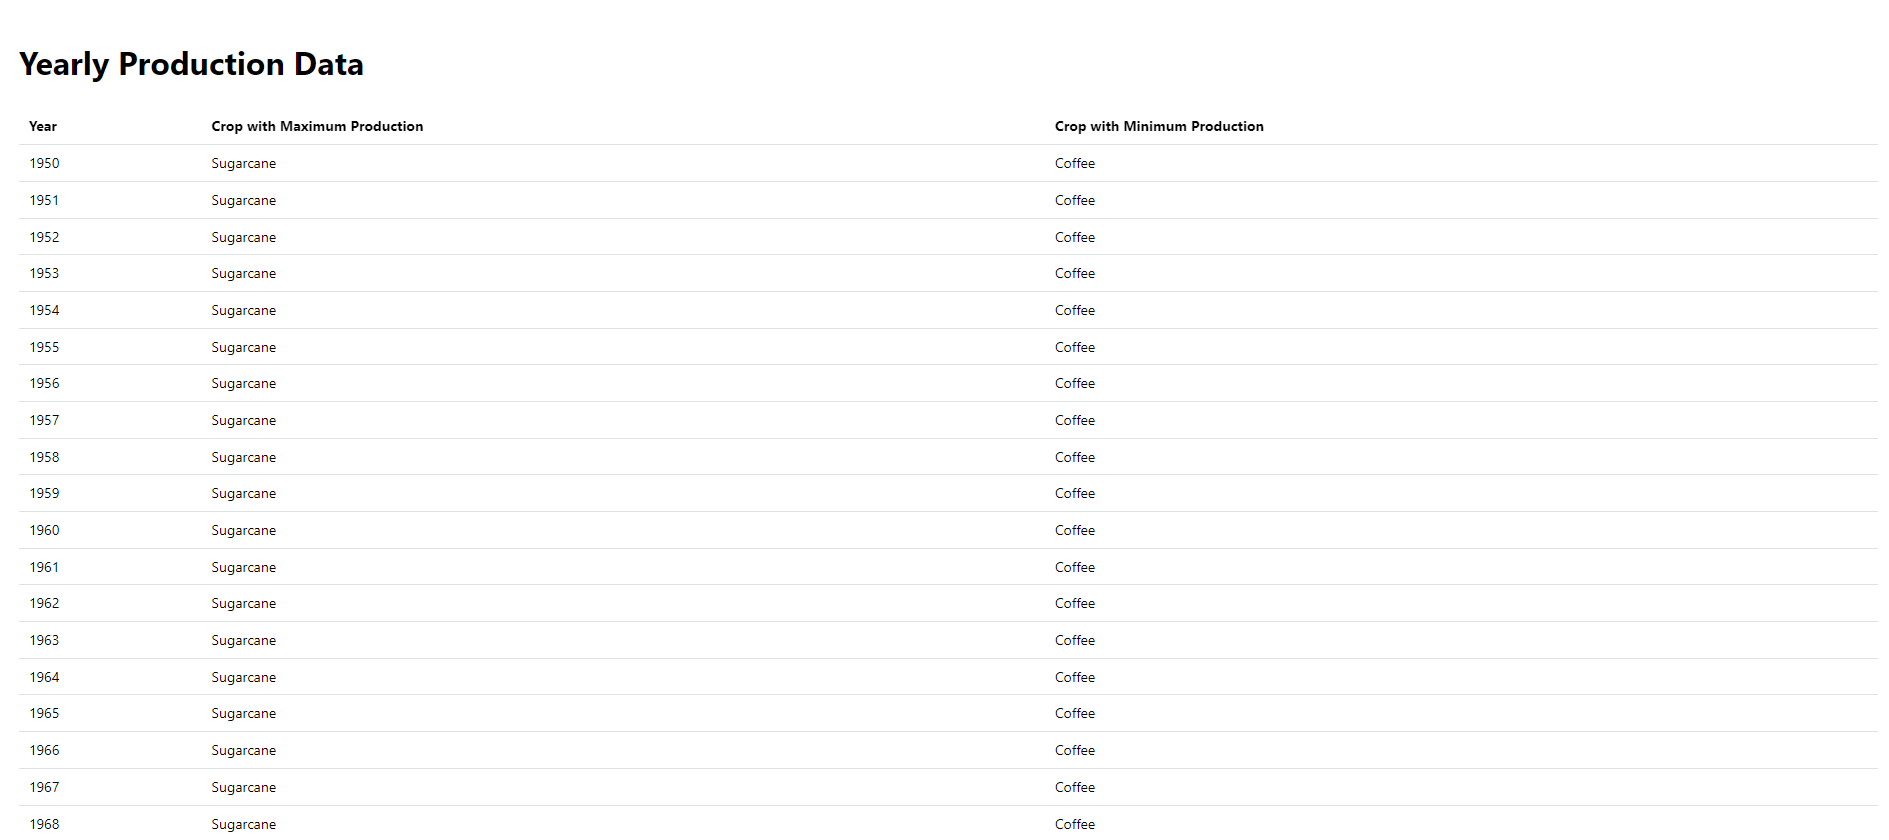 Yearly Production Data
Year Crop with Maximum Production Crop with Minimum Production
1950 Sugarcane Coffee
1951 Sugarcane Coffee
1952 Sugarcane Coffee
1953 Sugarcane Coffee
1954 Sugarcane Coffee
1955 Sugarcane Coffee
1956 Sugarcane Coffee
1957 Sugarcane Coffee
1958 Sugarcane Coffee
1959 Sugarcane Coffee
1960 Sugarcane Coffee
1961 Sugarcane Coffee
1962 Sugarcane Coffee
1963 Sugarcane Coffee
1964 Sugarcane Coffee
1965 Sugarcane Coffee
1966 Sugarcane Coffee
1967 Sugarcane Coffee
1968 Sugarcane Coffee